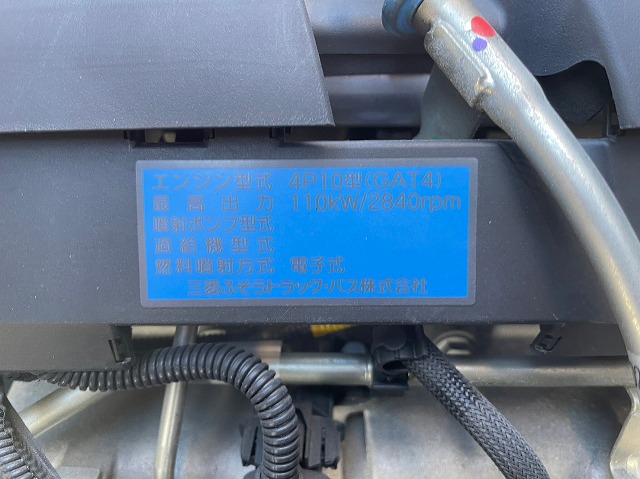 エンジン型式 4P10型(GAT4)
最高出力 110kW/2840rpm
噴射ポンプ型式
過給機型式
燃料噴射方式 電子式
三菱ふそうトラック・バス株式会社